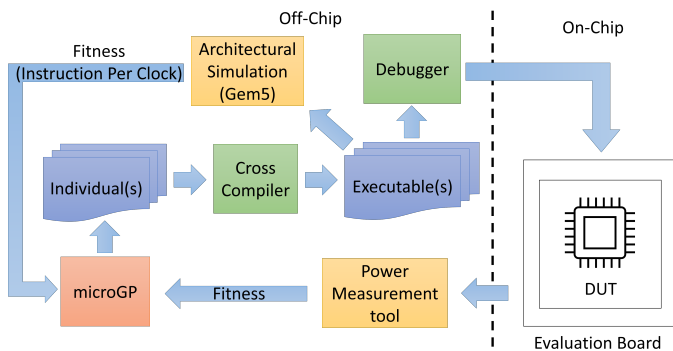 Off-Chip
On-Chip
Fitness
(Instruction Per Clock)
Architectural
Simulation
(Gem5)
Debugger
Individual(s)
Cross
Compiler
Executable(s)
microGP
Fitness
Power
Measurement
tool
DUT
Evaluation Board